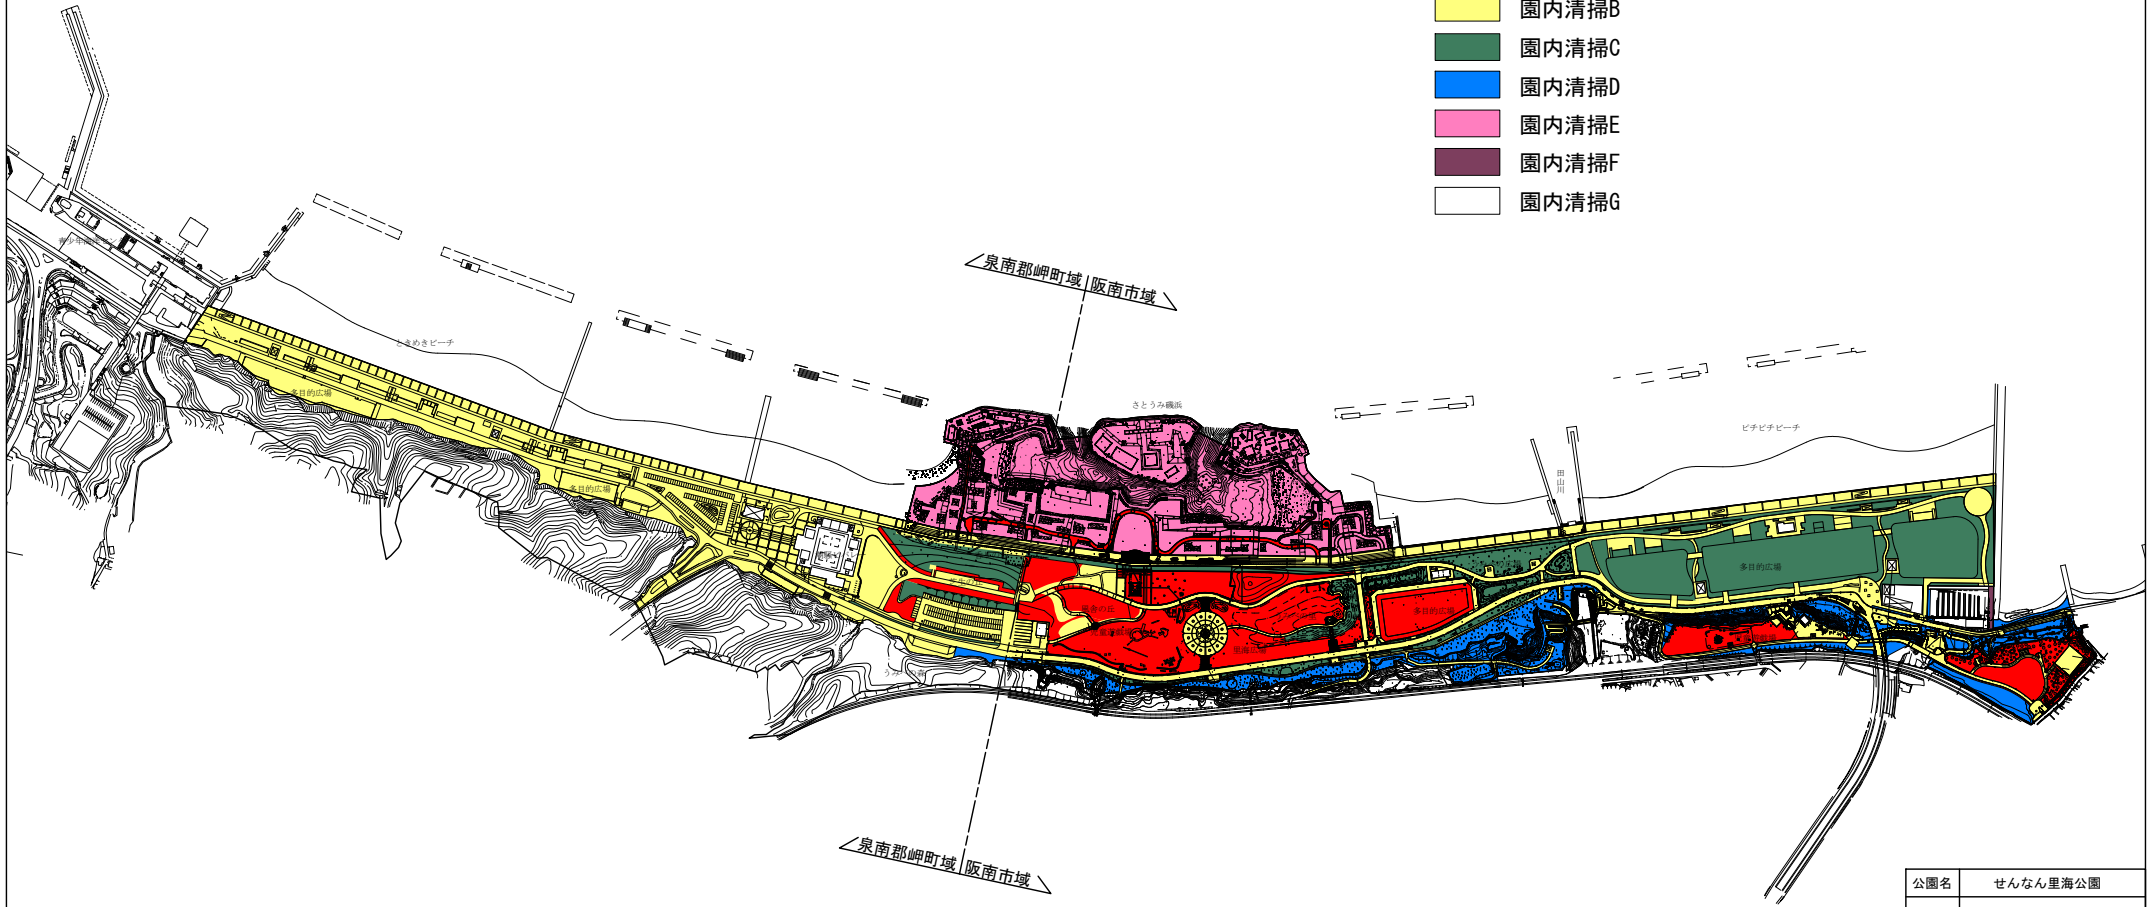 園内清掃B
園内清掃C
園内清掃D
園内清掃E
園内清掃F
園内清掃G
泉南郡岬町域 阪南市域
ときめきビーチ
さとうみ磯浜
ピチピチビーチ
田山川
多目的広場
多目的広場
多目的広場
多目的広場
里海広場
泉南郡岬町域 阪南市域
公園名 せんなん里海公園